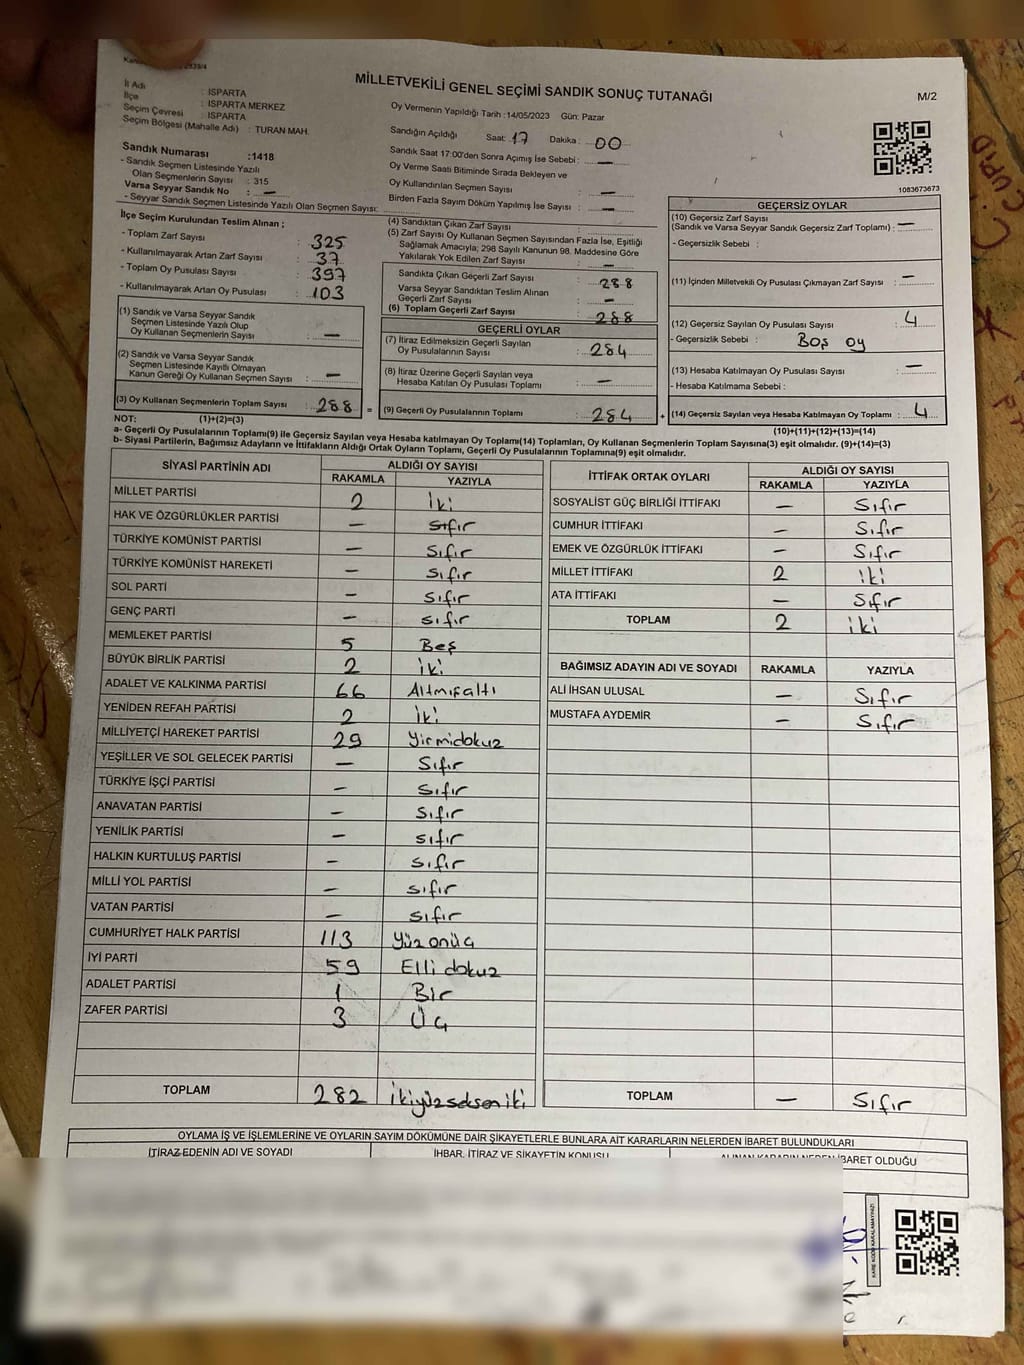 MİLLETVEKİLİ GENEL SEÇİMİ SANDIK SONUÇ TUTANAĞI
M/2
İl Adı : ISPARTA
İlçe : ISPARTA MERKEZ
Seçim Çevresi : ISPARTA
Seçim Bölgesi (Mahalle Adı) : TURAN MAH.
Oy Vermenin Yapıldığı Tarih :14/05/2023 Gün: Pazar
Sandığın Açıldığı Saat: 17 Dakika : 00
Sandık Saat 17:00'den Sonra Açımış İse Sebebi : —
Oy Verme Saati Bitiminde Sırada Bekleyen ve
Oy Kullandırılan Seçmen Sayısı : —
Birden Fazla Sayım Döküm Yapılmış İse Sayısı : —
1083673673
Sandık Numarası :1418
- Sandık Seçmen Listesinde Yazılı
Olan Seçmenlerin Sayısı : 315
Varsa Seyyar Sandık No : —
- Seyyar Sandık Seçmen Listesinde Yazılı Olan Seçmen Sayısı:
İlçe Seçim Kurulundan Teslim Alınan ;
- Toplam Zarf Sayısı : 325
- Kullanılmayarak Artan Zarf Sayısı : 37
- Toplam Oy Pusulası Sayısı : 397
- Kullanılmayarak Artan Oy Pusulası : 103
(1) Sandık ve Varsa Seyyar Sandık
Seçmen Listesinde Yazılı Olup
Oy Kullanan Seçmenlerin Sayısı : —
(2) Sandık ve Varsa Seyyar Sandık
Seçmen Listesinde Kayıtlı Olmayan
Kanun Gereği Oy Kullanan Seçmen Sayısı : —
(3) Oy Kullanan Seçmenlerin Toplam Sayısı : 288 =
(4) Sandıktan Çıkan Zarf Sayısı :
(5) Zarf Sayısı Oy Kullanan Seçmen Sayısından Fazla İse, Eşitliği
Sağlamak Amacıyla; 298 Sayılı Kanunun 98. Maddesine Göre
Yakılarak Yok Edilen Zarf Sayısı : —
Sandıkta Çıkan Geçerli Zarf Sayısı : 288
Varsa Seyyar Sandıktan Teslim Alınan
Geçerli Zarf Sayısı : —
(6) Toplam Geçerli Zarf Sayısı : 288
GEÇERLİ OYLAR
(7) İtiraz Edilmeksizin Geçerli Sayılan
Oy Pusulalarının Sayısı : 284
(8) İtiraz Üzerine Geçerli Sayılan veya
Hesaba Katılan Oy Pusulası Toplamı : —
(9) Geçerli Oy Pusulalarının Toplamı : 284 +
GEÇERSİZ OYLAR
(10) Geçersiz Zarf Sayısı
(Sandık ve Varsa Seyyar Sandık Geçersiz Zarf Toplamı) : —
- Geçersizlik Sebebi :
(11) İçinden Milletvekili Oy Pusulası Çıkmayan Zarf Sayısı : —
(12) Geçersiz Sayılan Oy Pusulası Sayısı : 4
- Geçersizlik Sebebi : Boş oy
(13) Hesaba Katılmayan Oy Pusulası Sayısı : —
- Hesaba Katılmama Sebebi :
(14) Geçersiz Sayılan veya Hesaba Katılmayan Oy Toplamı : 4
NOT: (1)+(2)=(3)
(10)+(11)+(12)+(13)=(14)
a- Geçerli Oy Pusulalarının Toplamı(9) ile Geçersiz Sayılan veya Hesaba katılmayan Oy Toplamı(14) Toplamları, Oy Kullanan Seçmenlerin Toplam Sayısına(3) eşit olmalıdır. (9)+(14)=(3)
b- Siyasi Partilerin, Bağımsız Adayların ve İttifakların Aldığı Ortak Oyların Toplamı, Geçerli Oy Pusulalarının Toplamına(9) eşit olmalıdır.
SİYASİ PARTİNİN ADI ALDIĞI OY SAYISI
RAKAMLA YAZIYLA
MİLLET PARTİSİ 2 iki
HAK VE ÖZGÜRLÜKLER PARTİSİ — sıfır
TÜRKİYE KOMÜNİST PARTİSİ — Sıfır
TÜRKİYE KOMÜNİST HAREKETİ — Sıfır
SOL PARTİ — Sıfır
GENÇ PARTİ — Sıfır
MEMLEKET PARTİSİ 5 Beş
BÜYÜK BİRLİK PARTİSİ 2 iki
ADALET VE KALKINMA PARTİSİ 66 Altmışaltı
YENİDEN REFAH PARTİSİ 2 iki
MİLLİYETÇİ HAREKET PARTİSİ 29 Yirmidokuz
YEŞİLLER VE SOL GELECEK PARTİSİ — Sıfır
TÜRKİYE İŞÇİ PARTİSİ — Sıfır
ANAVATAN PARTİSİ — Sıfır
YENİLİK PARTİSİ — Sıfır
HALKIN KURTULUŞ PARTİSİ — Sıfır
MİLLİ YOL PARTİSİ — sıfır
VATAN PARTİSİ — sıfır
CUMHURİYET HALK PARTİSİ 113 Yüzonüç
İYİ PARTİ 59 Elli dokuz
ADALET PARTİSİ 1 Bir
ZAFER PARTİSİ 3 Üç
TOPLAM 282 ikiyüzseksen iki
İTTİFAK ORTAK OYLARI ALDIĞI OY SAYISI
RAKAMLA YAZIYLA
SOSYALİST GÜÇ BİRLİĞİ İTTİFAKI — Sıfır
CUMHUR İTTİFAKI — Sıfır
EMEK VE ÖZGÜRLÜK İTTİFAKI — Sıfır
MİLLET İTTİFAKI 2 iki
ATA İTTİFAKI — Sıfır
TOPLAM 2 iki
BAĞIMSIZ ADAYIN ADI VE SOYADI RAKAMLA YAZIYLA
ALİ İHSAN ULUSAL — Sıfır
MUSTAFA AYDEMİR — Sıfır
TOPLAM — Sıfır
OYLAMA İŞ VE İŞLEMLERİNE VE OYLARIN SAYIM DÖKÜMÜNE DAİR ŞİKAYETLERLE BUNLARA AİT KARARLARIN NELERDEN İBARET BULUNDUKLARI
İTİRAZ EDENİN ADI VE SOYADI İHBAR, İTİRAZ VE ŞİKAYETİN KONUSU ALINAN KARARIN NEDEN İBARET OLDUĞU
KARE KODU KARALAMAYINIZ!